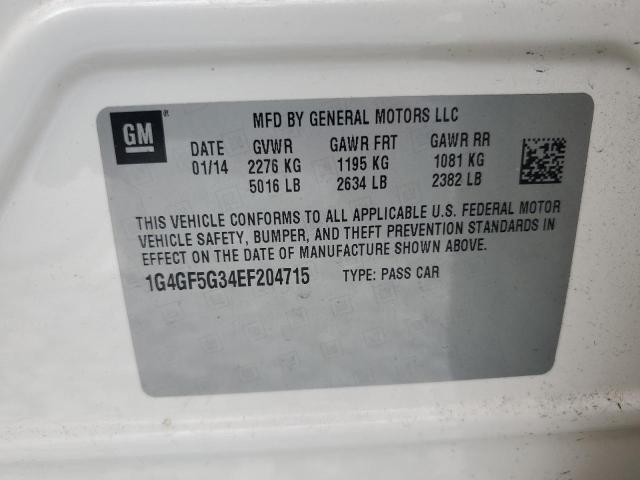 MFD BY GENERAL MOTORS LLC
GM ®
DATE GVWR GAWR FRT GAWR RR
01/14 2276 KG 1195 KG 1081 KG
5016 LB 2634 LB 2382 LB
THIS VEHICLE CONFORMS TO ALL APPLICABLE U.S. FEDERAL MOTOR
VEHICLE SAFETY, BUMPER, AND THEFT PREVENTION STANDARDS IN
EFFECT ON THE DATE OF MANUFACTURE SHOWN ABOVE.
1G4GF5G34EF204715 TYPE: PASS CAR